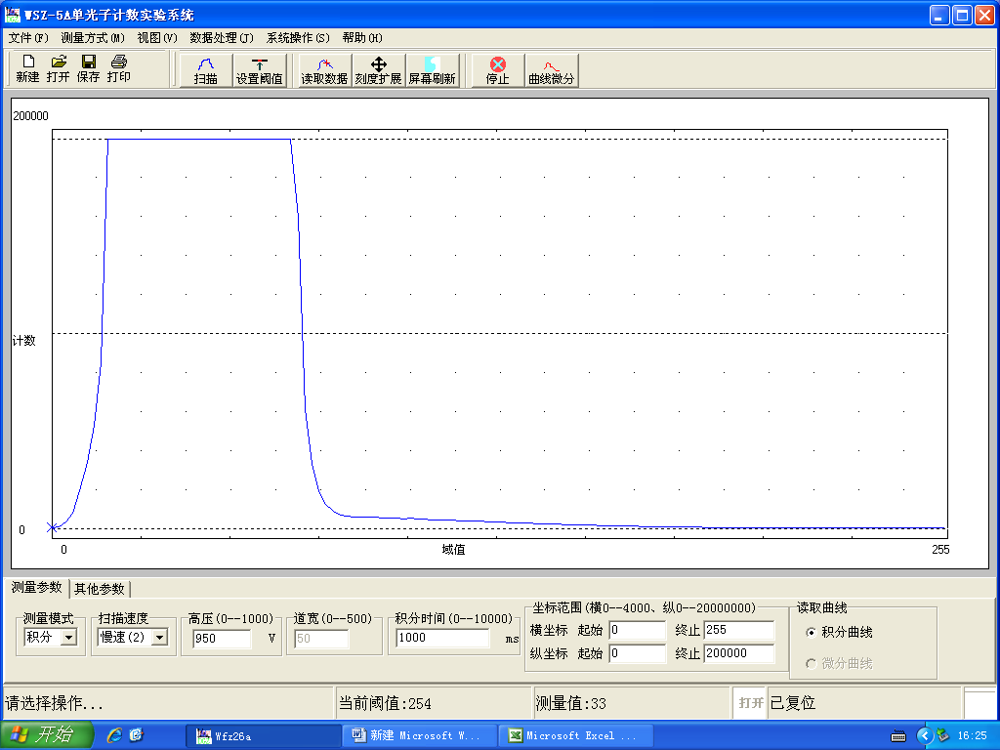 WSZ-5A单光子计数实验系统
文件(F) 测量方式(M) 视图(V) 数据处理(J) 系统操作(S) 帮助(H)
新建 打开 保存 打印 扫描 设置阈值 读取数据 刻度扩展 屏幕刷新 停止 曲线微分
200000
计数
0
0 域值 255
测量参数 其他参数
测量模式 扫描速度 高压(0--1000) 道宽(0--500) 积分时间(0--10000) 坐标范围(横0--4000、纵0--20000000) 读取曲线
积分 慢速(2) 950 V 50 1000 ms 横坐标 起始 0 终止 255 积分曲线
纵坐标 起始 0 终止 200000 微分曲线
请选择操作... 当前阈值:254 测量值:33 打开 已复位
开始 Wfz26a 新建 Microsoft W... Microsoft Excel ... 16:25